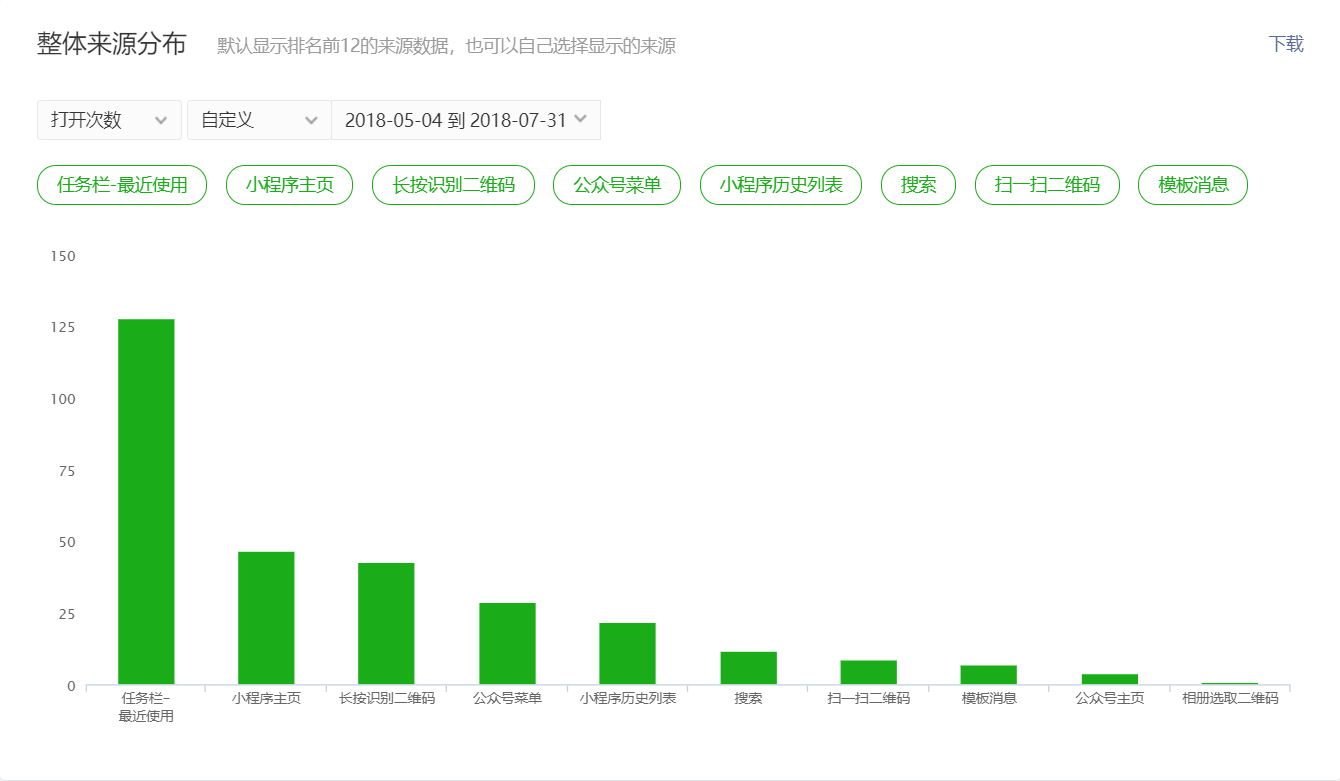 整体来源分布 默认显示排名前12的来源数据，也可以自己选择显示的来源 下载
打开次数 自定义 2018-05-04 到 2018-07-31
任务栏-最近使用 小程序主页 长按识别二维码 公众号菜单 小程序历史列表 搜索 扫一扫二维码 模板消息
150
125
100
75
50
25
0
任务栏- 小程序主页 长按识别二维码 公众号菜单 小程序历史列表 搜索 扫一扫二维码 模板消息 公众号主页 相册选取二维码
最近使用